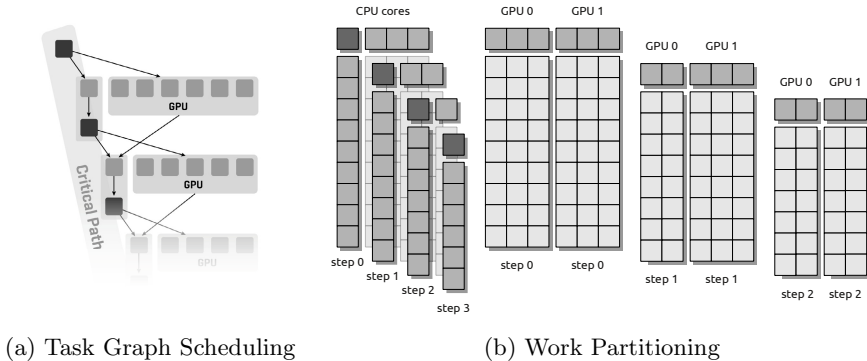 GPU
GPU
GPU
Critical Path
CPU cores
step 0
step 1
step 2
step 3
GPU 0 GPU 1
step 0 step 0
GPU 0 GPU 1
step 1 step 1
GPU 0 GPU 1
step 2 step 2
(a) Task Graph Scheduling
(b) Work Partitioning